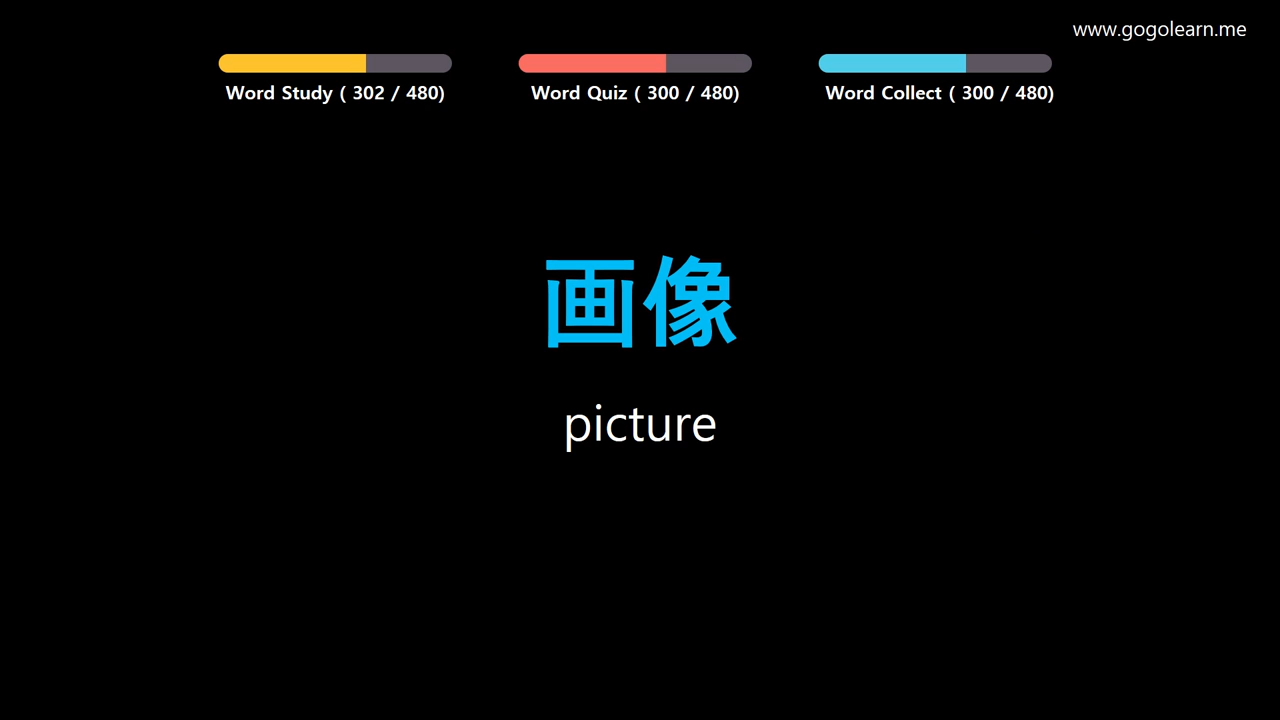 www.gogolearn.me
Word Study ( 302 / 480)
Word Quiz ( 300 / 480)
Word Collect ( 300 / 480)
画像
picture